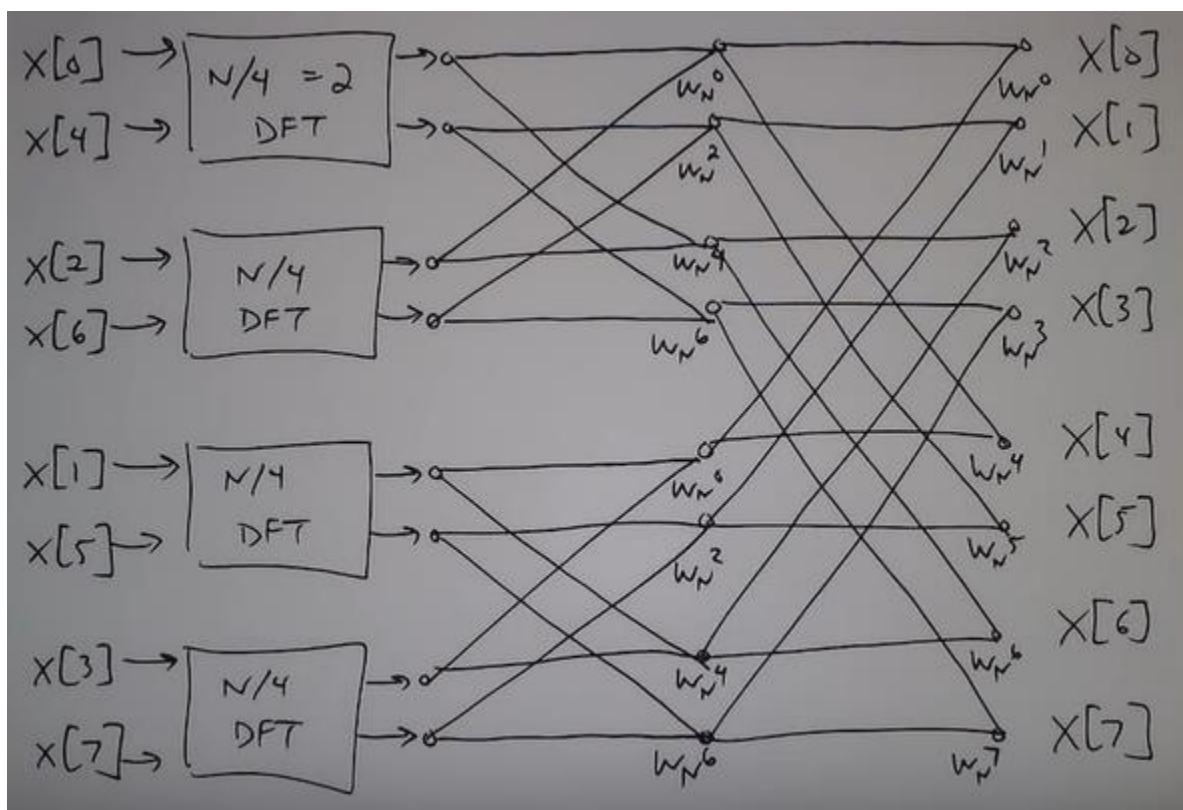 X[0]
N/4 = 2
DFT
W_N^0
W_N^0
X[0]
X[4]
W_N^2
W_N^1
X[1]
X[2]
N/4
DFT
W_N^4
W_N^2
X[2]
X[6]
W_N^6
W_N^3
X[3]
X[1]
N/4
DFT
W_N^0
W_N^4
X[4]
X[5]
W_N^2
W_N^5
X[5]
X[3]
N/4
DFT
W_N^4
W_N^6
X[6]
X[7]
W_N^6
W_N^7
X[7]